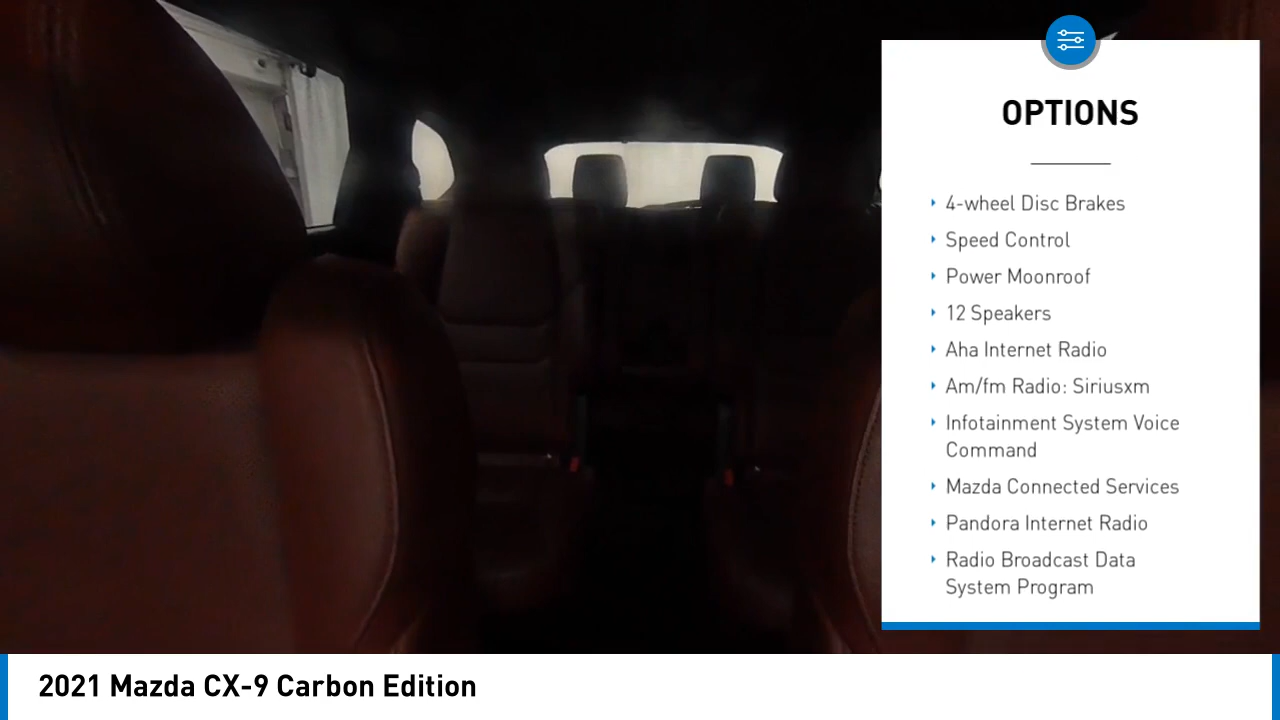 OPTIONS
4-wheel Disc Brakes
Speed Control
Power Moonroof
12 Speakers
Aha Internet Radio
Am/fm Radio: Siriusxm
Infotainment System Voice
Command
Mazda Connected Services
Pandora Internet Radio
Radio Broadcast Data
System Program
2021 Mazda CX-9 Carbon Edition